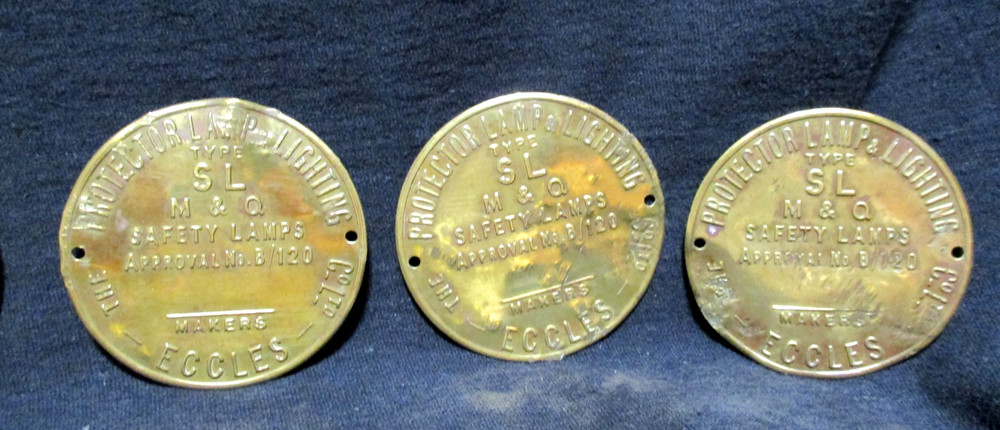 THE PROTECTOR LAMP & LIGHTING CO. LTD
TYPE
SL
M & Q
SAFETY LAMPS
APPROVAL NO. B/120
MAKERS
ECCLES
THE PROTECTOR LAMP & LIGHTING CO. LTD
TYPE
SL
M & Q
SAFETY LAMPS
APPROVAL NO. B/120
MAKERS
ECCLES
THE PROTECTOR LAMP & LIGHTING CO. LTD
TYPE
SL
M & Q
SAFETY LAMPS
APPROVAL NO. B/120
MAKERS
ECCLES